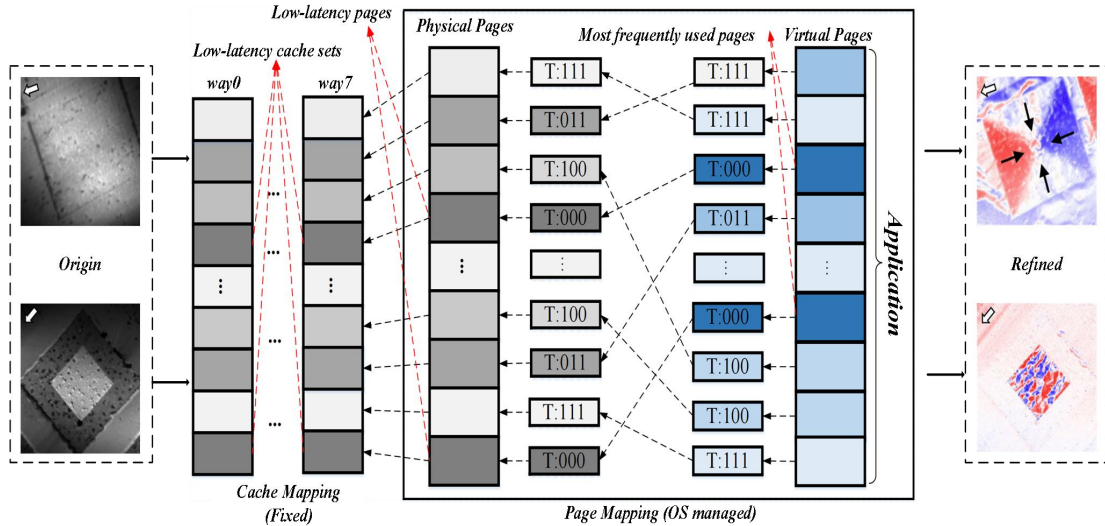 Low-latency pages
Physical Pages
Most frequently used pages
Virtual Pages
Low-latency cache sets
way0
way7
T:111
T:111
T:011
T:111
T:100
T:000
...
T:000
T:011
...
Application
Origin
⋮
⋮
⋮
⋮
⋮
⋮
Refined
T:100
T:000
...
T:011
T:100
T:111
T:100
...
T:000
T:111
Cache Mapping
(Fixed)
Page Mapping (OS managed)